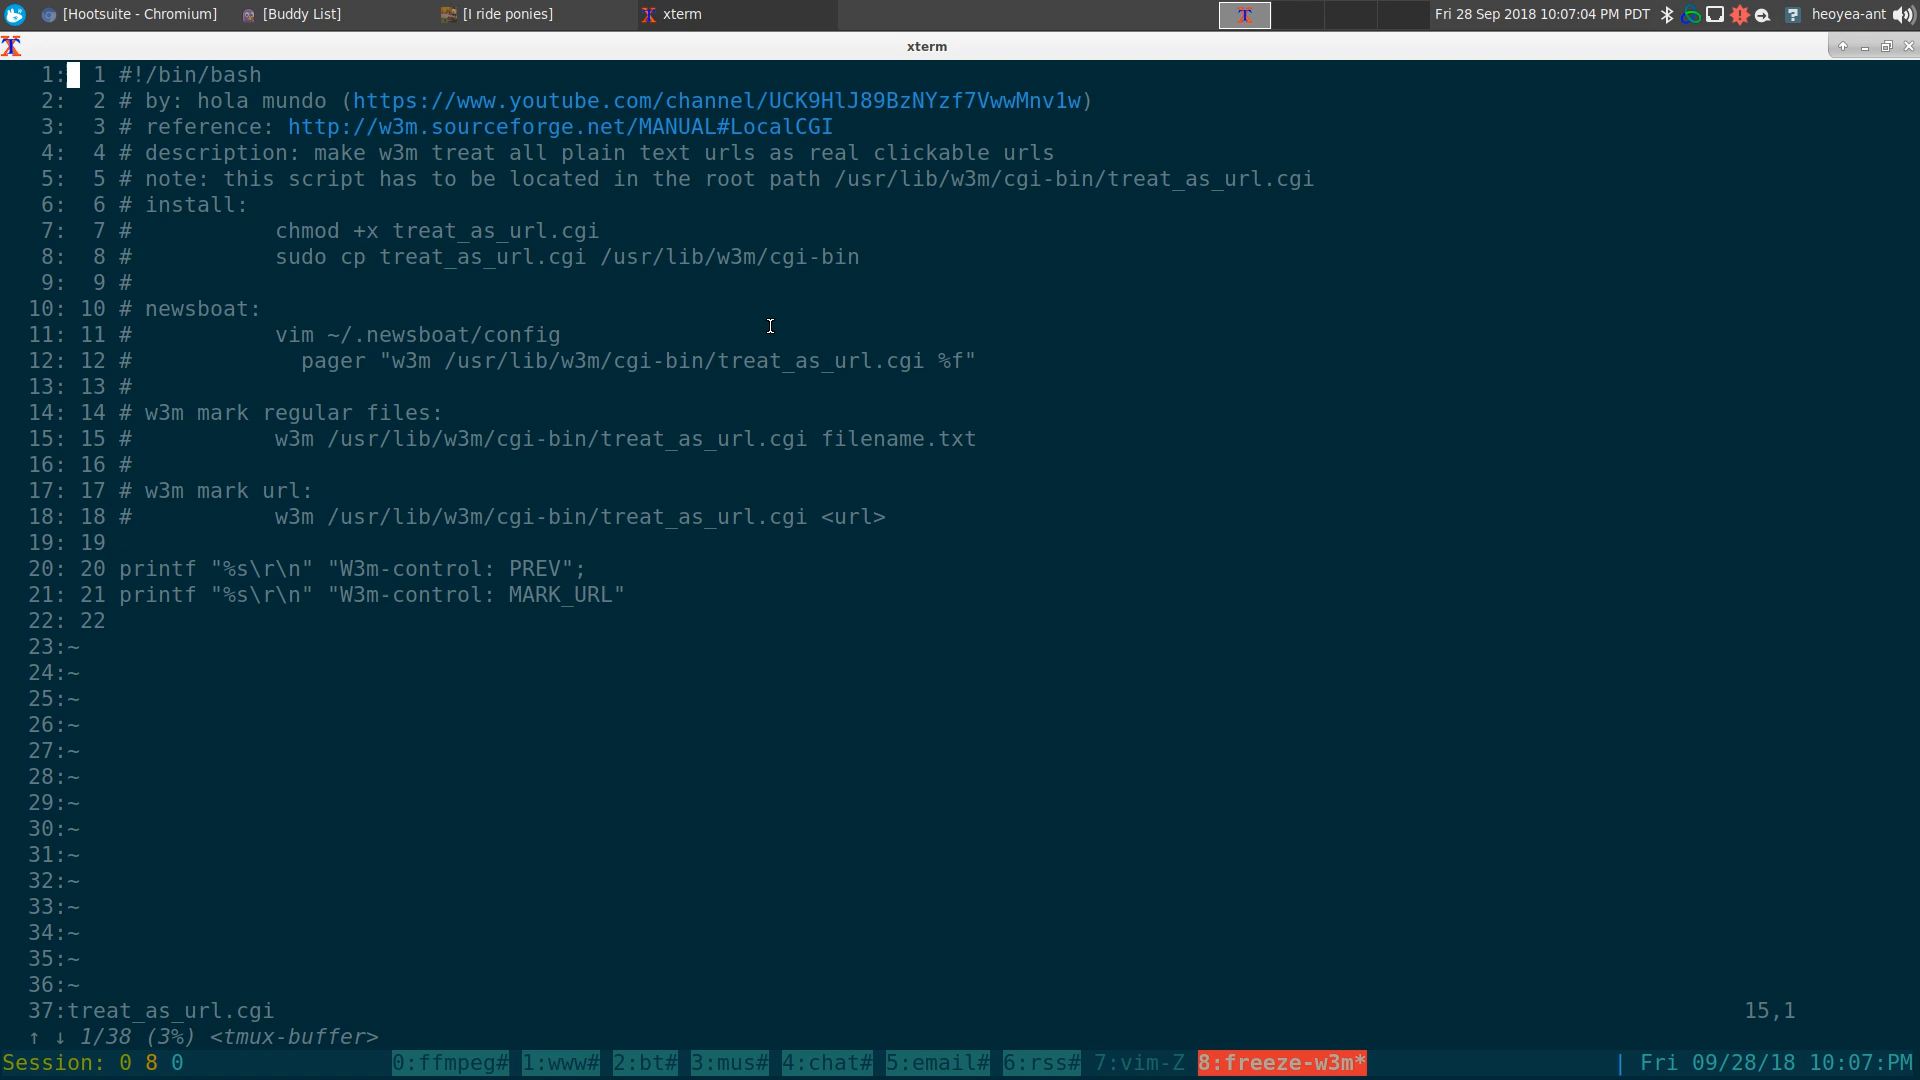 [Hootsuite - Chromium] [Buddy List] [I ride ponies] xterm Fri 28 Sep 2018 10:07:04 PM PDT heoyea-ant
xterm
1: 1 #!/bin/bash
2: 2 # by: hola mundo (https://www.youtube.com/channel/UCK9HlJ89BzNYzf7VwwMnv1w)
3: 3 # reference: http://w3m.sourceforge.net/MANUAL#LocalCGI
4: 4 # description: make w3m treat all plain text urls as real clickable urls
5: 5 # note: this script has to be located in the root path /usr/lib/w3m/cgi-bin/treat_as_url.cgi
6: 6 # install:
7: 7 # chmod +x treat_as_url.cgi
8: 8 # sudo cp treat_as_url.cgi /usr/lib/w3m/cgi-bin
9: 9 #
10: 10 # newsboat:
11: 11 # vim ~/.newsboat/config
12: 12 # pager "w3m /usr/lib/w3m/cgi-bin/treat_as_url.cgi %f"
13: 13 #
14: 14 # w3m mark regular files:
15: 15 # w3m /usr/lib/w3m/cgi-bin/treat_as_url.cgi filename.txt
16: 16 #
17: 17 # w3m mark url:
18: 18 # w3m /usr/lib/w3m/cgi-bin/treat_as_url.cgi <url>
19: 19
20: 20 printf "%s\r\n" "W3m-control: PREV";
21: 21 printf "%s\r\n" "W3m-control: MARK_URL"
22: 22
23:~
24:~
25:~
26:~
27:~
28:~
29:~
30:~
31:~
32:~
33:~
34:~
35:~
36:~
37:treat_as_url.cgi 15,1
↑ ↓ 1/38 (3%) <tmux-buffer>
Session: 0 8 0 0:ffmpeg# 1:www# 2:bt# 3:mus# 4:chat# 5:email# 6:rss# 7:vim-Z 8:freeze-w3m* | Fri 09/28/18 10:07:PM